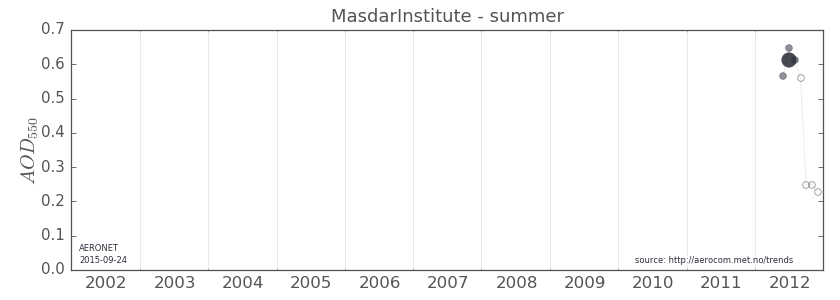 MasdarInstitute - summer
0.7
0.6
0.5
0.4
0.3
0.2
0.1
0.0
AOD550
AERONET
2015-09-24
source: http://aerocom.met.no/trends
2002 2003 2004 2005 2006 2007 2008 2009 2010 2011 2012